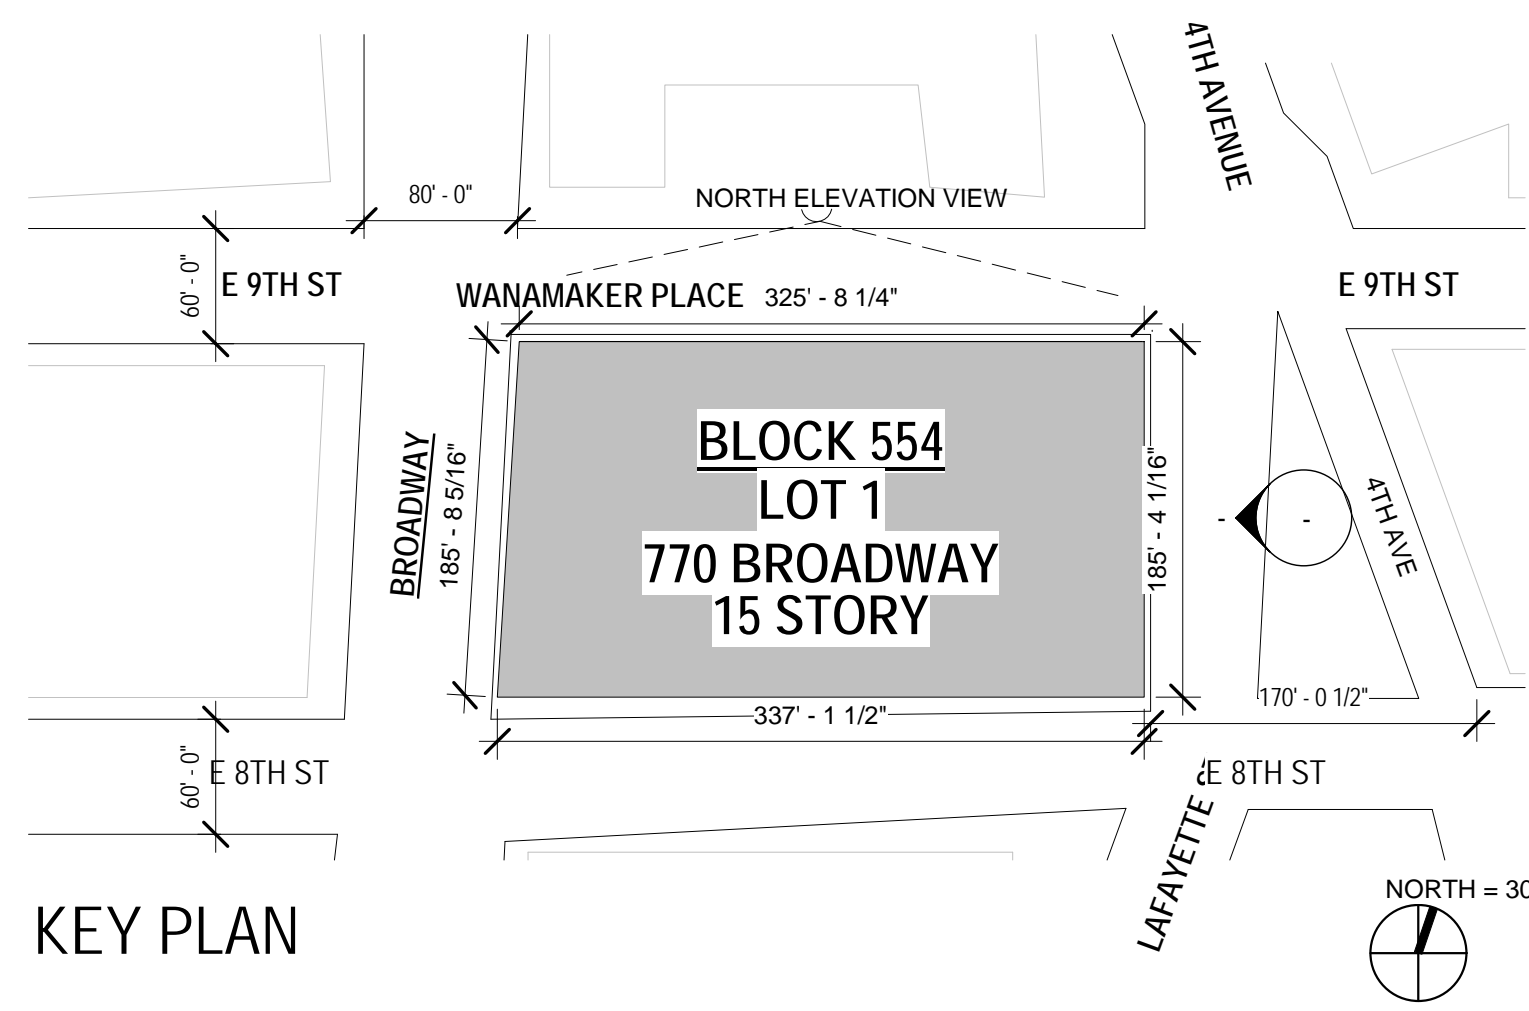 4TH AVENUE
80' - 0"
NORTH ELEVATION VIEW
60' - 0"
E 9TH ST
WANAMAKER PLACE
325' - 8 1/4"
E 9TH ST
BROADWAY
185' - 8 5/16"
BLOCK 554
LOT 1
770 BROADWAY
15 STORY
185' - 4 1/16"
-
-
4TH AVE
337' - 1 1/2"
170' - 0 1/2"
60' - 0"
E 8TH ST
E 8TH ST
LAFAYETTE
KEY PLAN
NORTH = 30